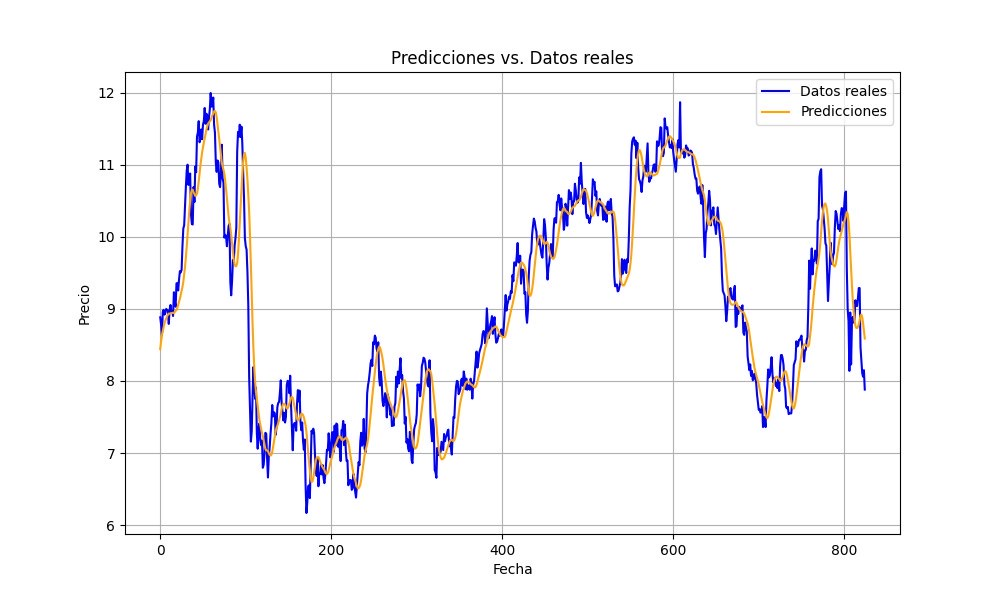 Predicciones vs. Datos reales
Datos reales
Predicciones
Precio
12
11
10
9
8
7
6
0 200 400 600 800
Fecha